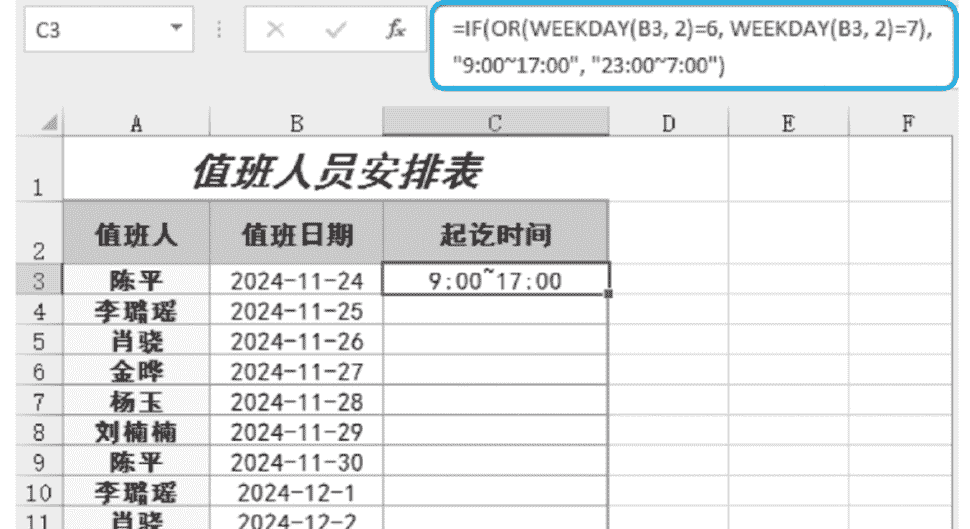 C3
fx
=IF(OR(WEEKDAY(B3, 2)=6, WEEKDAY(B3, 2)=7),
"9:00~17:00", "23:00~7:00")
A B C D E F
1 值班人员安排表
2 值班人 值班日期 起讫时间
3 陈平 2024-11-24 9:00~17:00
4 李璐瑶 2024-11-25
5 肖骁 2024-11-26
6 金晔 2024-11-27
7 杨玉 2024-11-28
8 刘楠楠 2024-11-29
9 陈平 2024-11-30
10 李璐瑶 2024-12-1
11 肖骁 2024-12-2